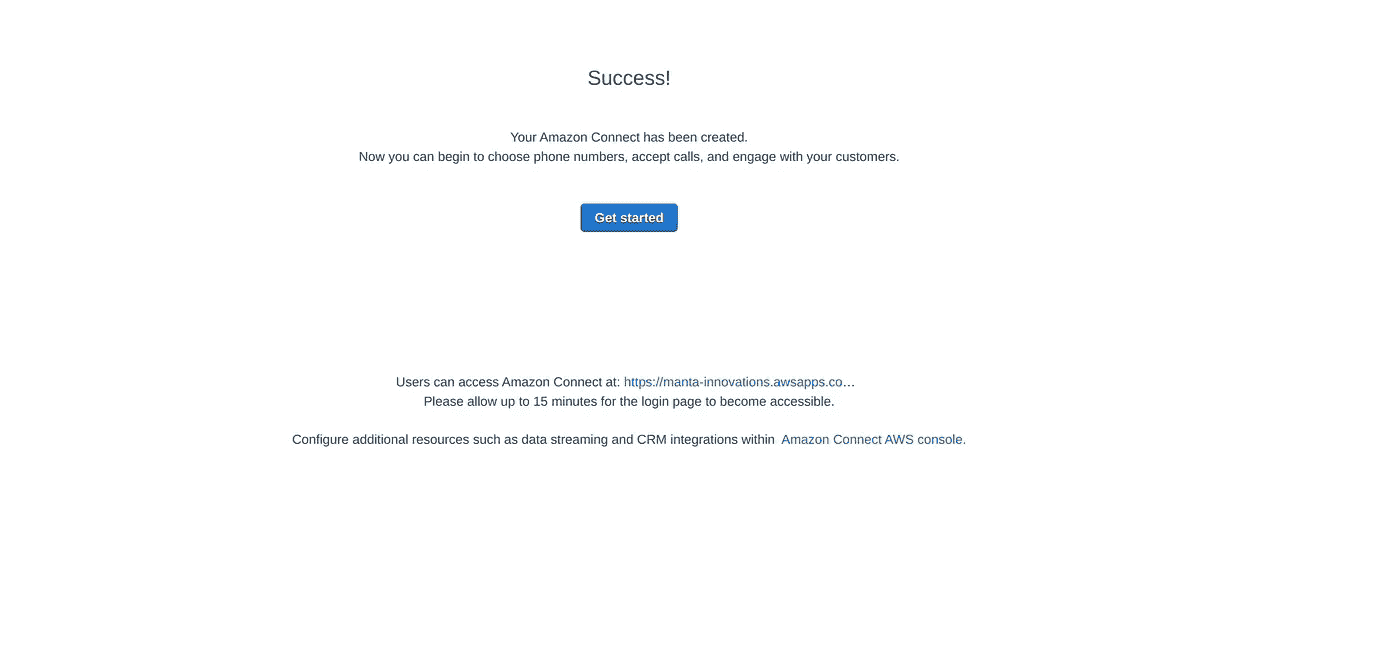 Success!
Your Amazon Connect has been created.
Now you can begin to choose phone numbers, accept calls, and engage with your customers.
Get started
Users can access Amazon Connect at: https://manta-innovations.awsapps.co...
Please allow up to 15 minutes for the login page to become accessible.
Configure additional resources such as data streaming and CRM integrations within Amazon Connect AWS console.